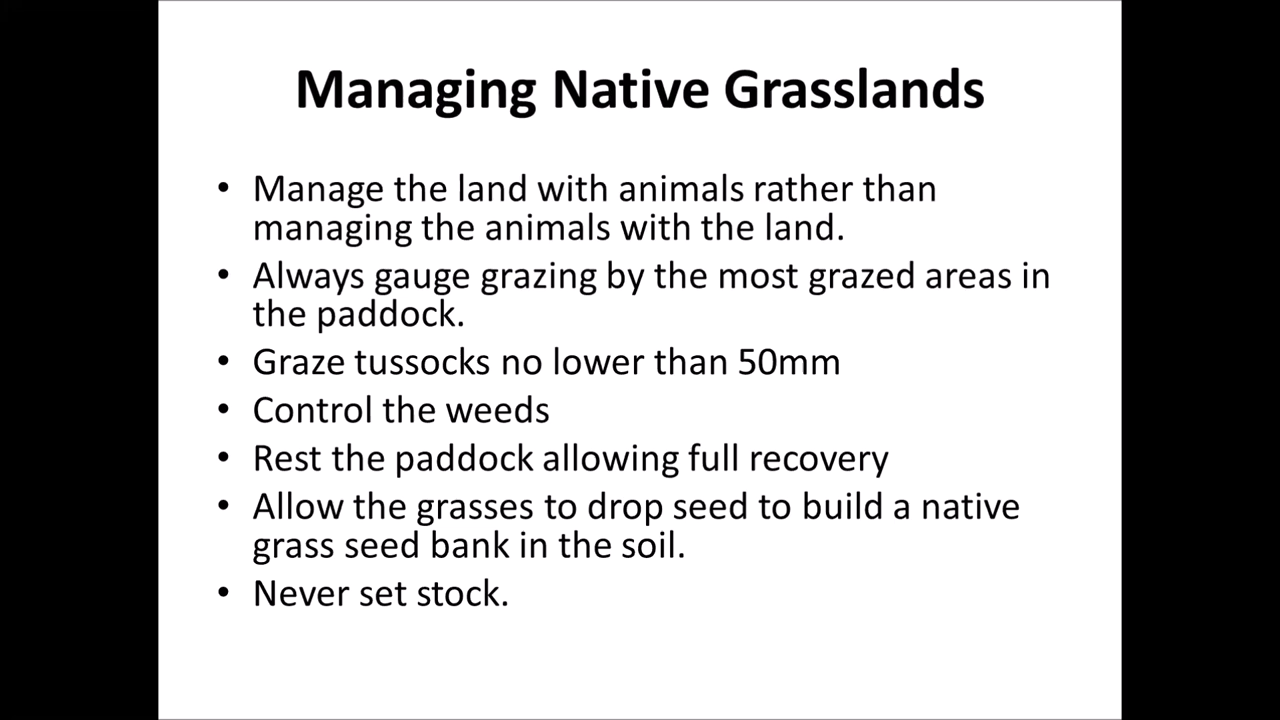 Managing Native Grasslands
• Manage the land with animals rather than
managing the animals with the land.
• Always gauge grazing by the most grazed areas in
the paddock.
• Graze tussocks no lower than 50mm
• Control the weeds
• Rest the paddock allowing full recovery
• Allow the grasses to drop seed to build a native
grass seed bank in the soil.
• Never set stock.